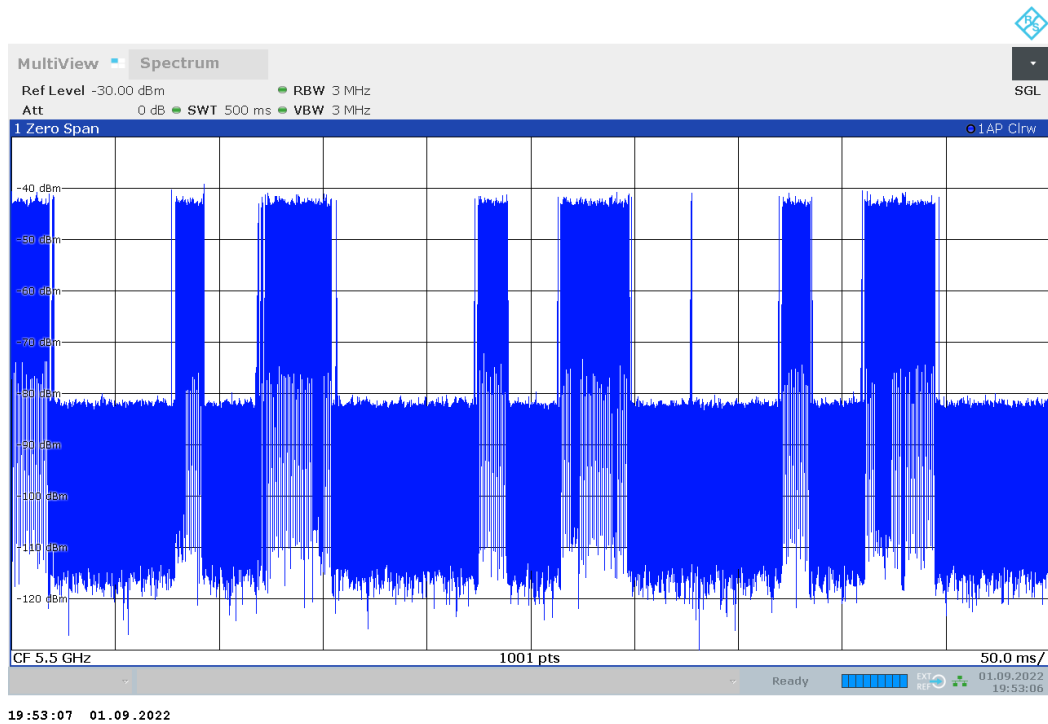 R S
MultiView Spectrum
Ref Level -30.00 dBm RBW 3 MHz SGL
Att 0 dB SWT 500 ms VBW 3 MHz
1 Zero Span 1AP Clrw
-40 dBm
-50 dBm
-60 dBm
-70 dBm
-80 dBm
-90 dBm
-100 dBm
-110 dBm
-120 dBm
CF 5.5 GHz 1001 pts 50.0 ms/
Ready EXT REF 01.09.2022
19:53:06
19:53:07 01.09.2022